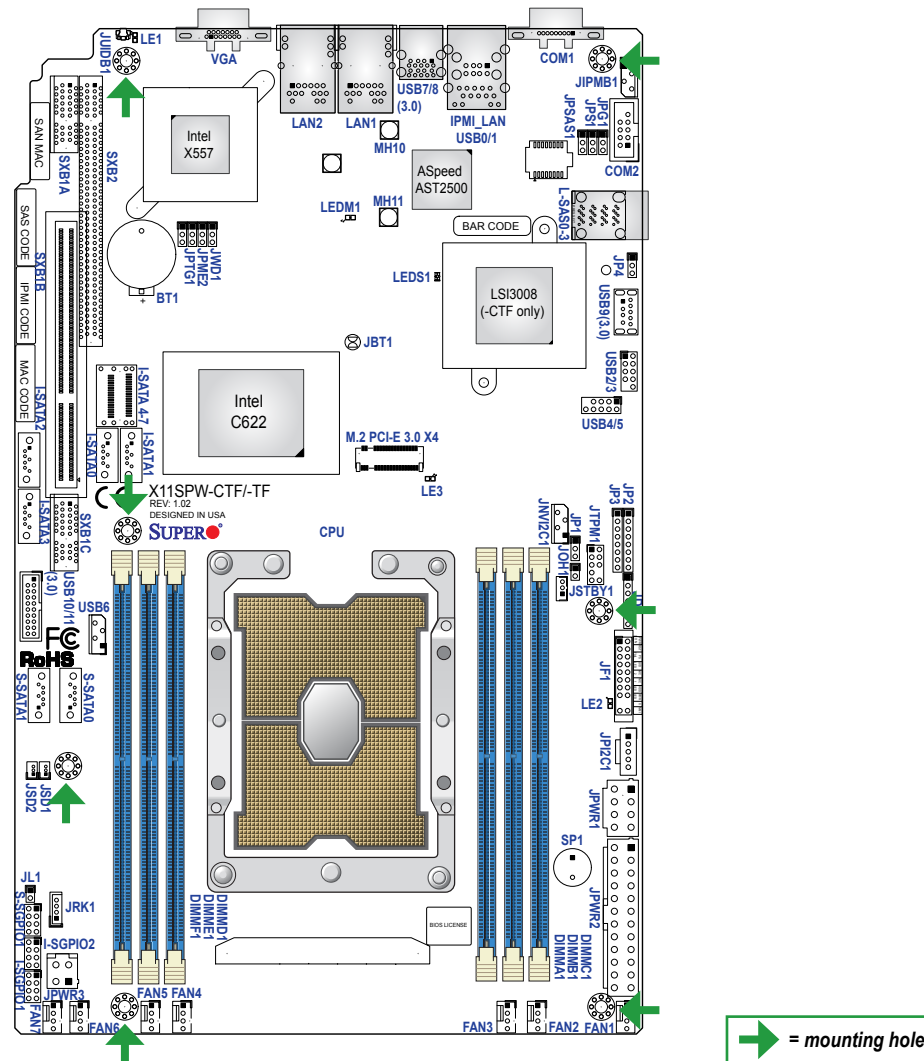 JUIDB1
LE1
VGA
LAN2
LAN1
USB7/8
(3.0)
IPMI_LAN
USB0/1
COM1
JIPMB1
JPSAS1
JPS1
JPG1
COM2
SAN MAC
SXB1A
SXB2
Intel
X557
MH10
ASpeed
AST2500
LEDM1
MH11
BAR CODE
L-SAS0-3
SAS CODE
SXB1B
JPTG1
JPME2
JWD1
BT1
LEDS1
LSI3008
(-CTF only)
JP4
USB9(3.0)
IPMI CODE
JBT1
MAC CODE
I-SATA2
I-SATA 4-7
USB2/3
Intel
C622
USB4/5
I-SATA0
I-SATA1
M.2 PCI-E 3.0 X4
LE3
X11SPW-CTF/-TF
REV: 1.02
DESIGNED IN USA
SUPER
I-SATA3
SXB1C
CPU
JNVI2C1
JP1
JTPM1
JP3
JP2
JOH1
JSTBY1
USB10/11
(3.0)
USB6
FC
RoHS
JF1
LE2
S-SATA1
S-SATA0
JPI2C1
JSD2
JSD1
JPWR1
SP1
JL1
JRK1
S-SGPIO1
I-SGPIO2
I-SGPIO1
JPWR3
JPWR2
DIMMF1
DIMME1
DIMMD1
BIOS LICENSE
DIMMA1
DIMMB1
DIMMC1
FAN7
FAN6
FAN5
FAN4
FAN3
FAN2
FAN1
= mounting hole